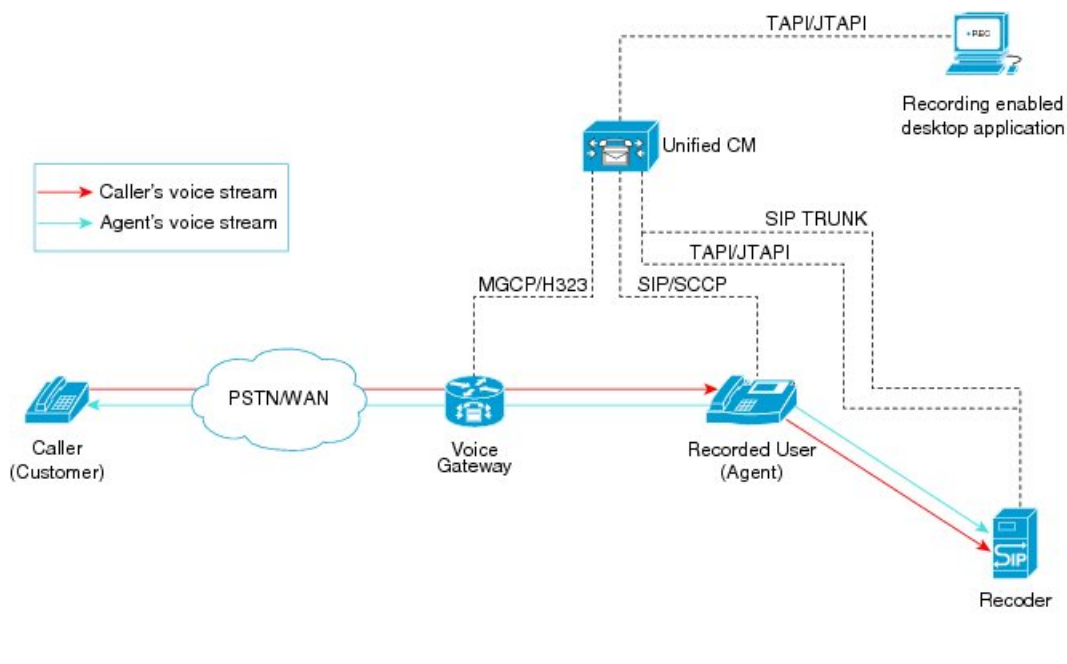 TAPI/JTAPI
•REC
Recording enabled
desktop application
Unified CM
Caller's voice stream
Agent's voice stream
SIP TRUNK
TAPI/JTAPI
MGCP/H323
SIP/SCCP
PSTN/WAN
Caller
(Customer)
Voice
Gateway
Recorded User
(Agent)
SIP
Recoder